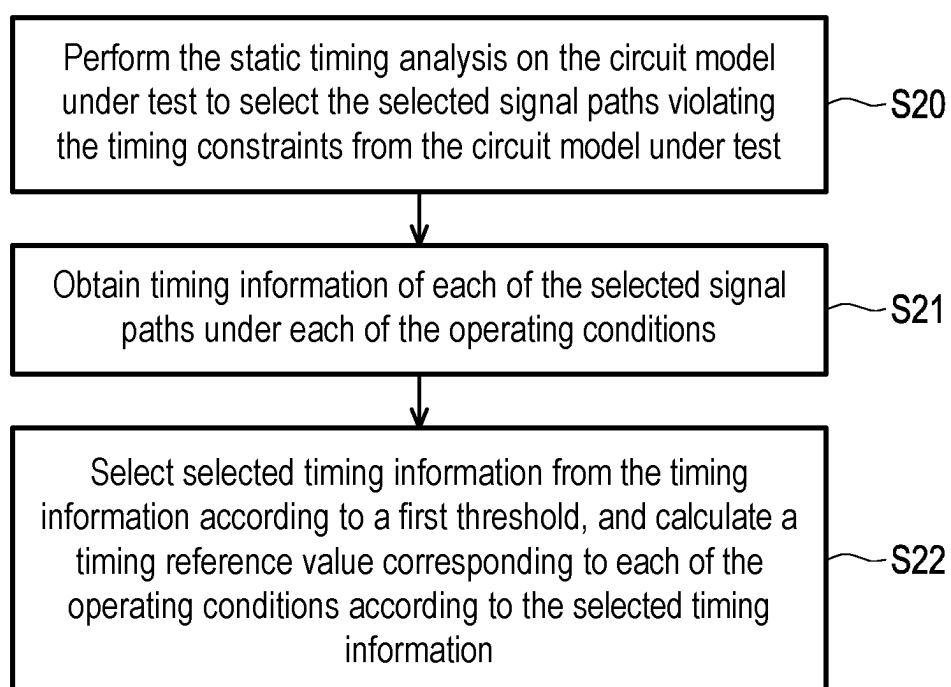 Perform the static timing analysis on the circuit model
under test to select the selected signal paths violating
the timing constraints from the circuit model under test
S20
Obtain timing information of each of the selected signal
paths under each of the operating conditions
S21
Select selected timing information from the timing
information according to a first threshold, and calculate a
timing reference value corresponding to each of the
operating conditions according to the selected timing
information
S22